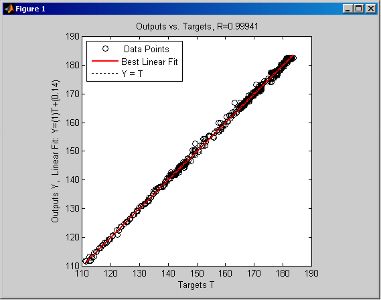 Figure 1
Outputs vs. Targets, R=0.99941
Data Points
Best Linear Fit
Y = T
Outputs Y, Linear Fit: Y=(1)T+(0.14)
190
180
170
160
150
140
130
120
110
110 120 130 140 150 160 170 180 190
Targets T